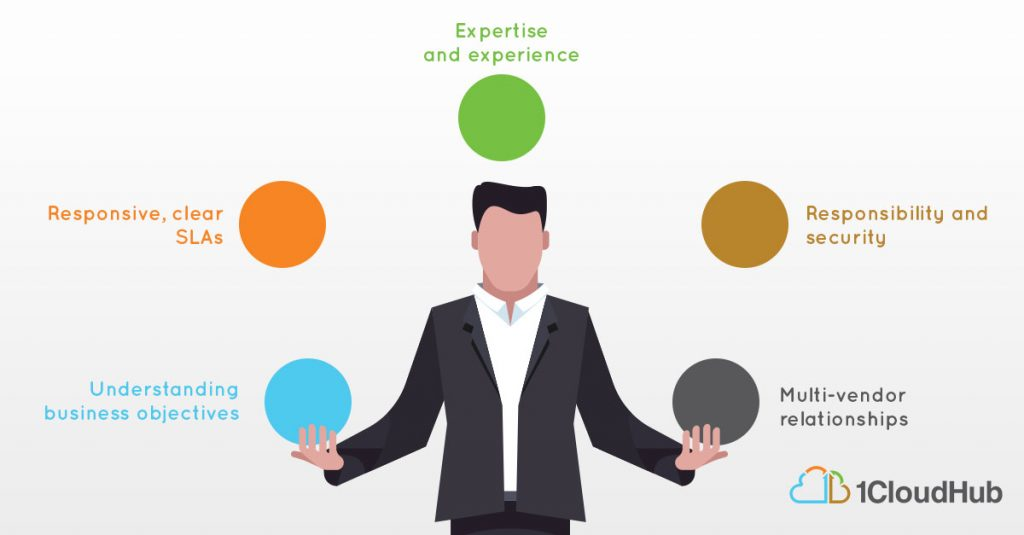 Expertise
and experience
Responsive, clear
SLAs
Responsibility and
security
Understanding
business objectives
Multi-vendor
relationships
1CloudHub